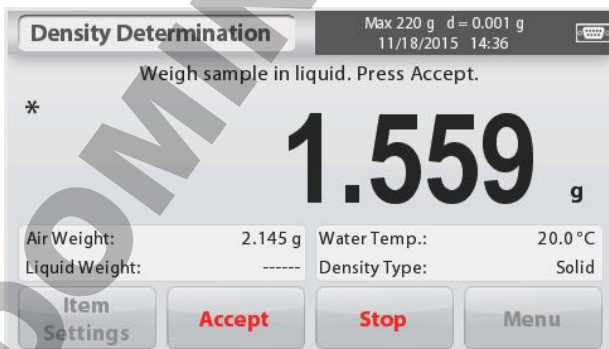 Density Determination
Max 220 g d = 0.001 g
11/18/2015 14:36
Weigh sample in liquid. Press Accept.
*
1.559 g
Air Weight: 2.145 g Water Temp.: 20.0 °C
Liquid Weight: ------ Density Type: Solid
Item Settings
Accept
Stop
Menu